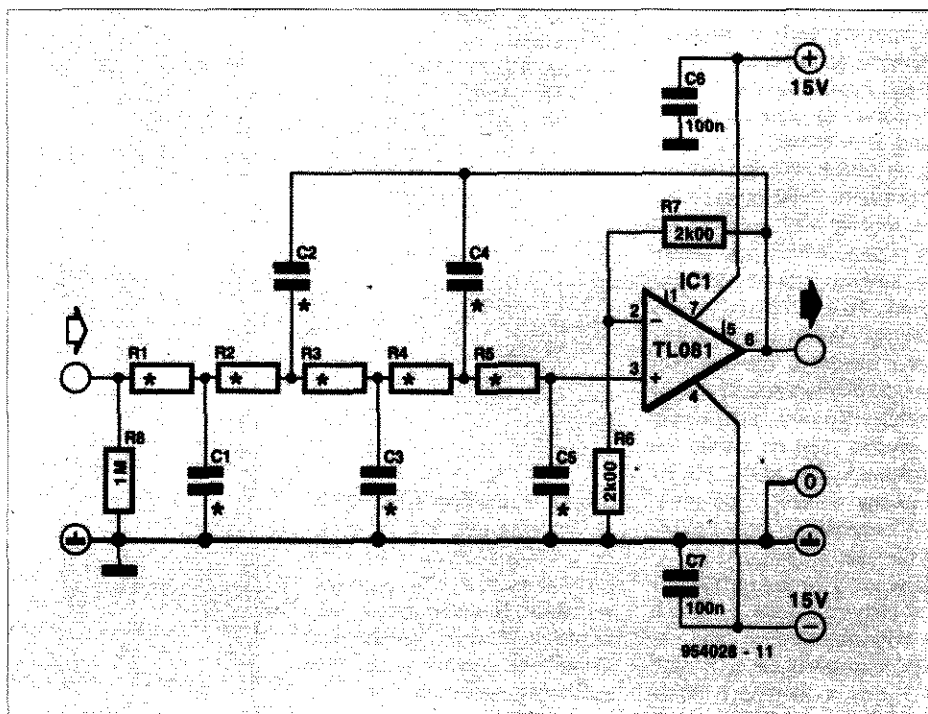 C6
+
15V
100n
R7
2k00
C2
C4
*
*
IC1
1
7
2
-
5
TL081
6
R1
R2
R3
R4
R5
*
*
*
*
*
3
+
4
R8
1M
C1
*
C3
*
C5
*
R6
2k00
0
C7
100n
15V
-
954028 - 11